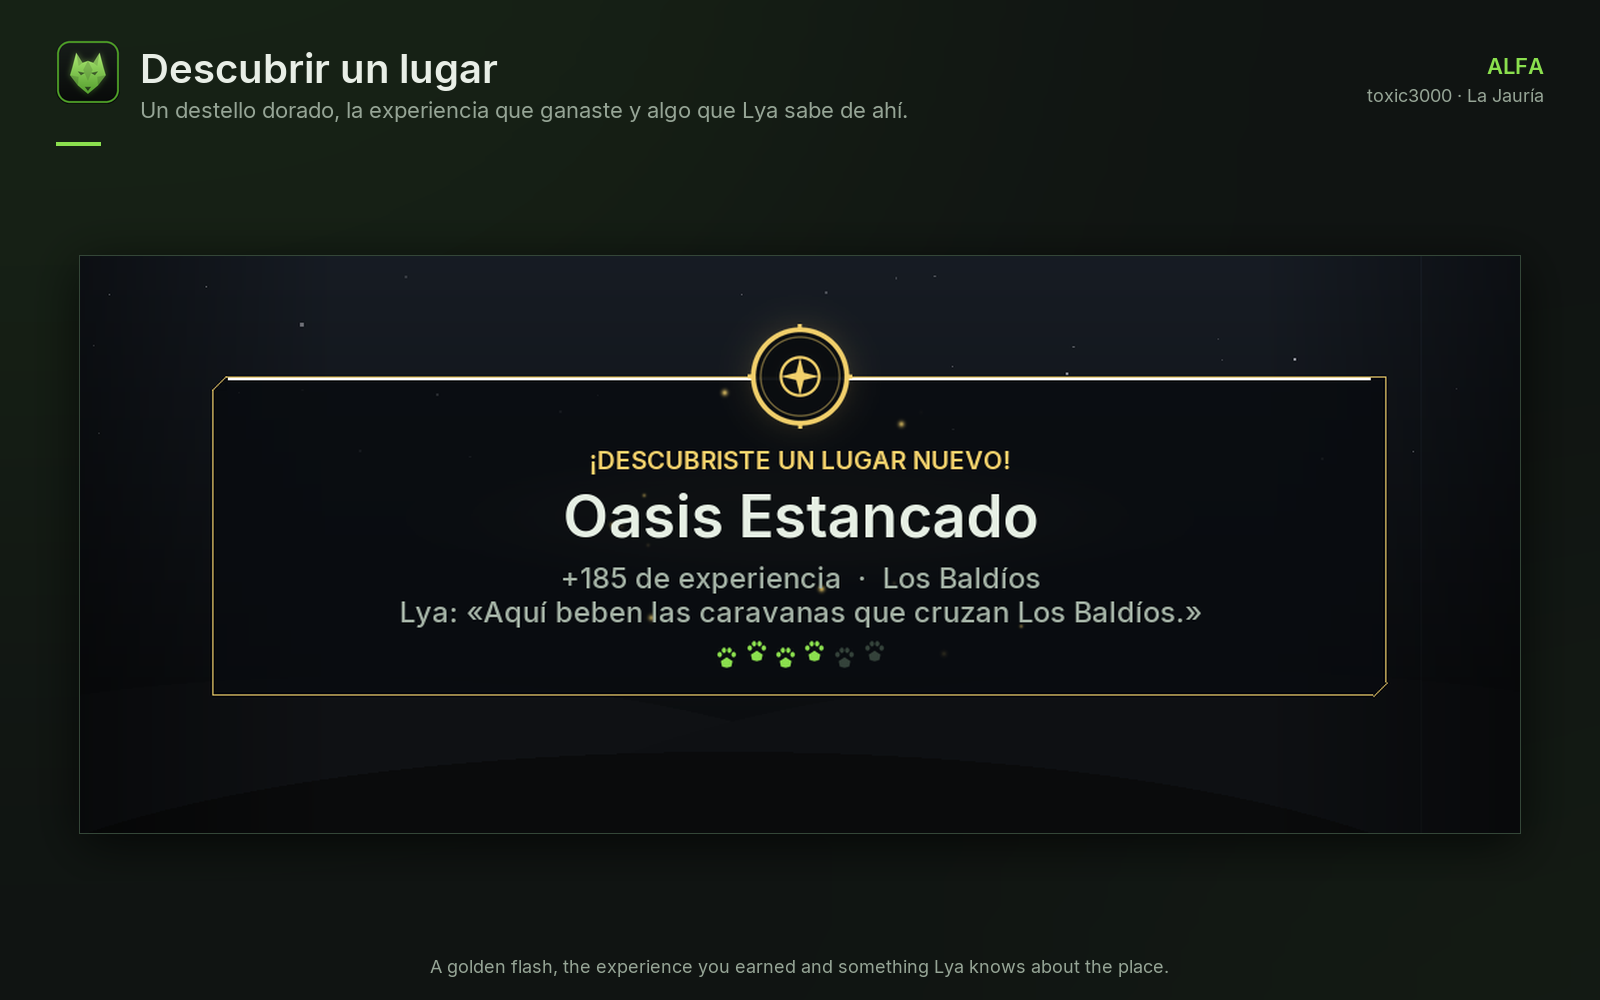 Descubrir un lugar
Un destello dorado, la experiencia que ganaste y algo que Lya sabe de ahí.
ALFA
toxic3000 · La Jauría
¡DESCUBRISTE UN LUGAR NUEVO!
Oasis Estancado
+185 de experiencia · Los Baldíos
Lya: «Aquí beben las caravanas que cruzan Los Baldíos.»
A golden flash, the experience you earned and something Lya knows about the place.